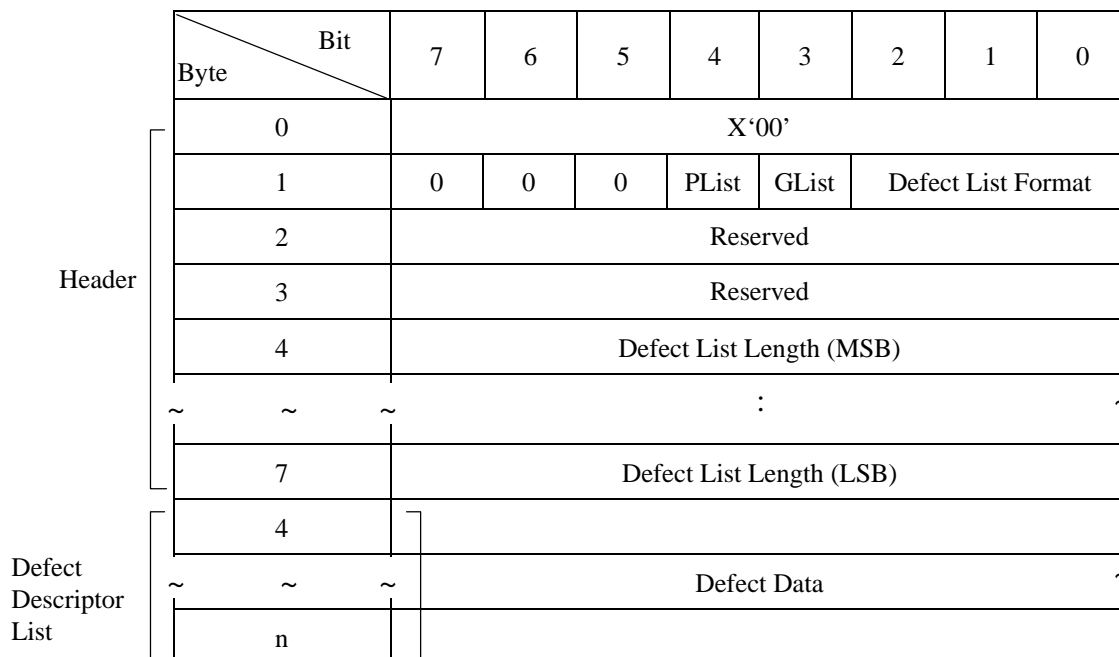 Bit
Byte 7 6 5 4 3 2 1 0
0 X‘00’
1 0 0 0 PList GList Defect List Format
2 Reserved
Header 3 Reserved
4 Defect List Length (MSB)
~ ~ ~ : ~
7 Defect List Length (LSB)
4
Defect
Descriptor
List
~ ~ ~ Defect Data ~
n